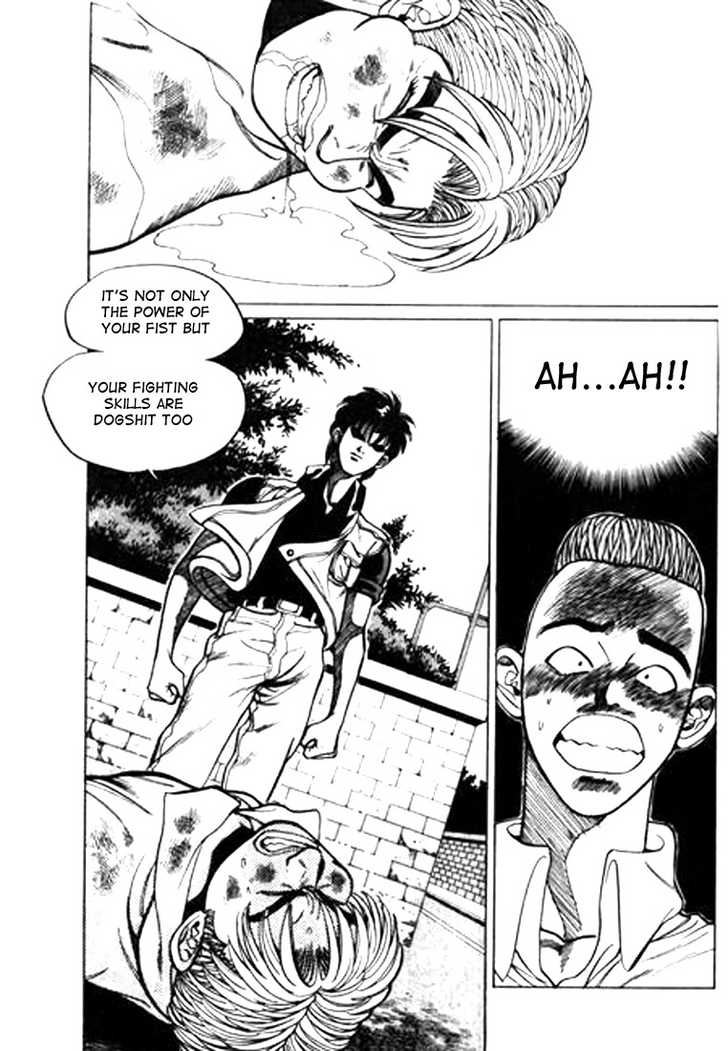 IT'S NOT ONLY
THE POWER OF
YOUR FIST BUT
YOUR FIGHTING
SKILLS ARE
DOGSHIT TOO
AH...AH!!